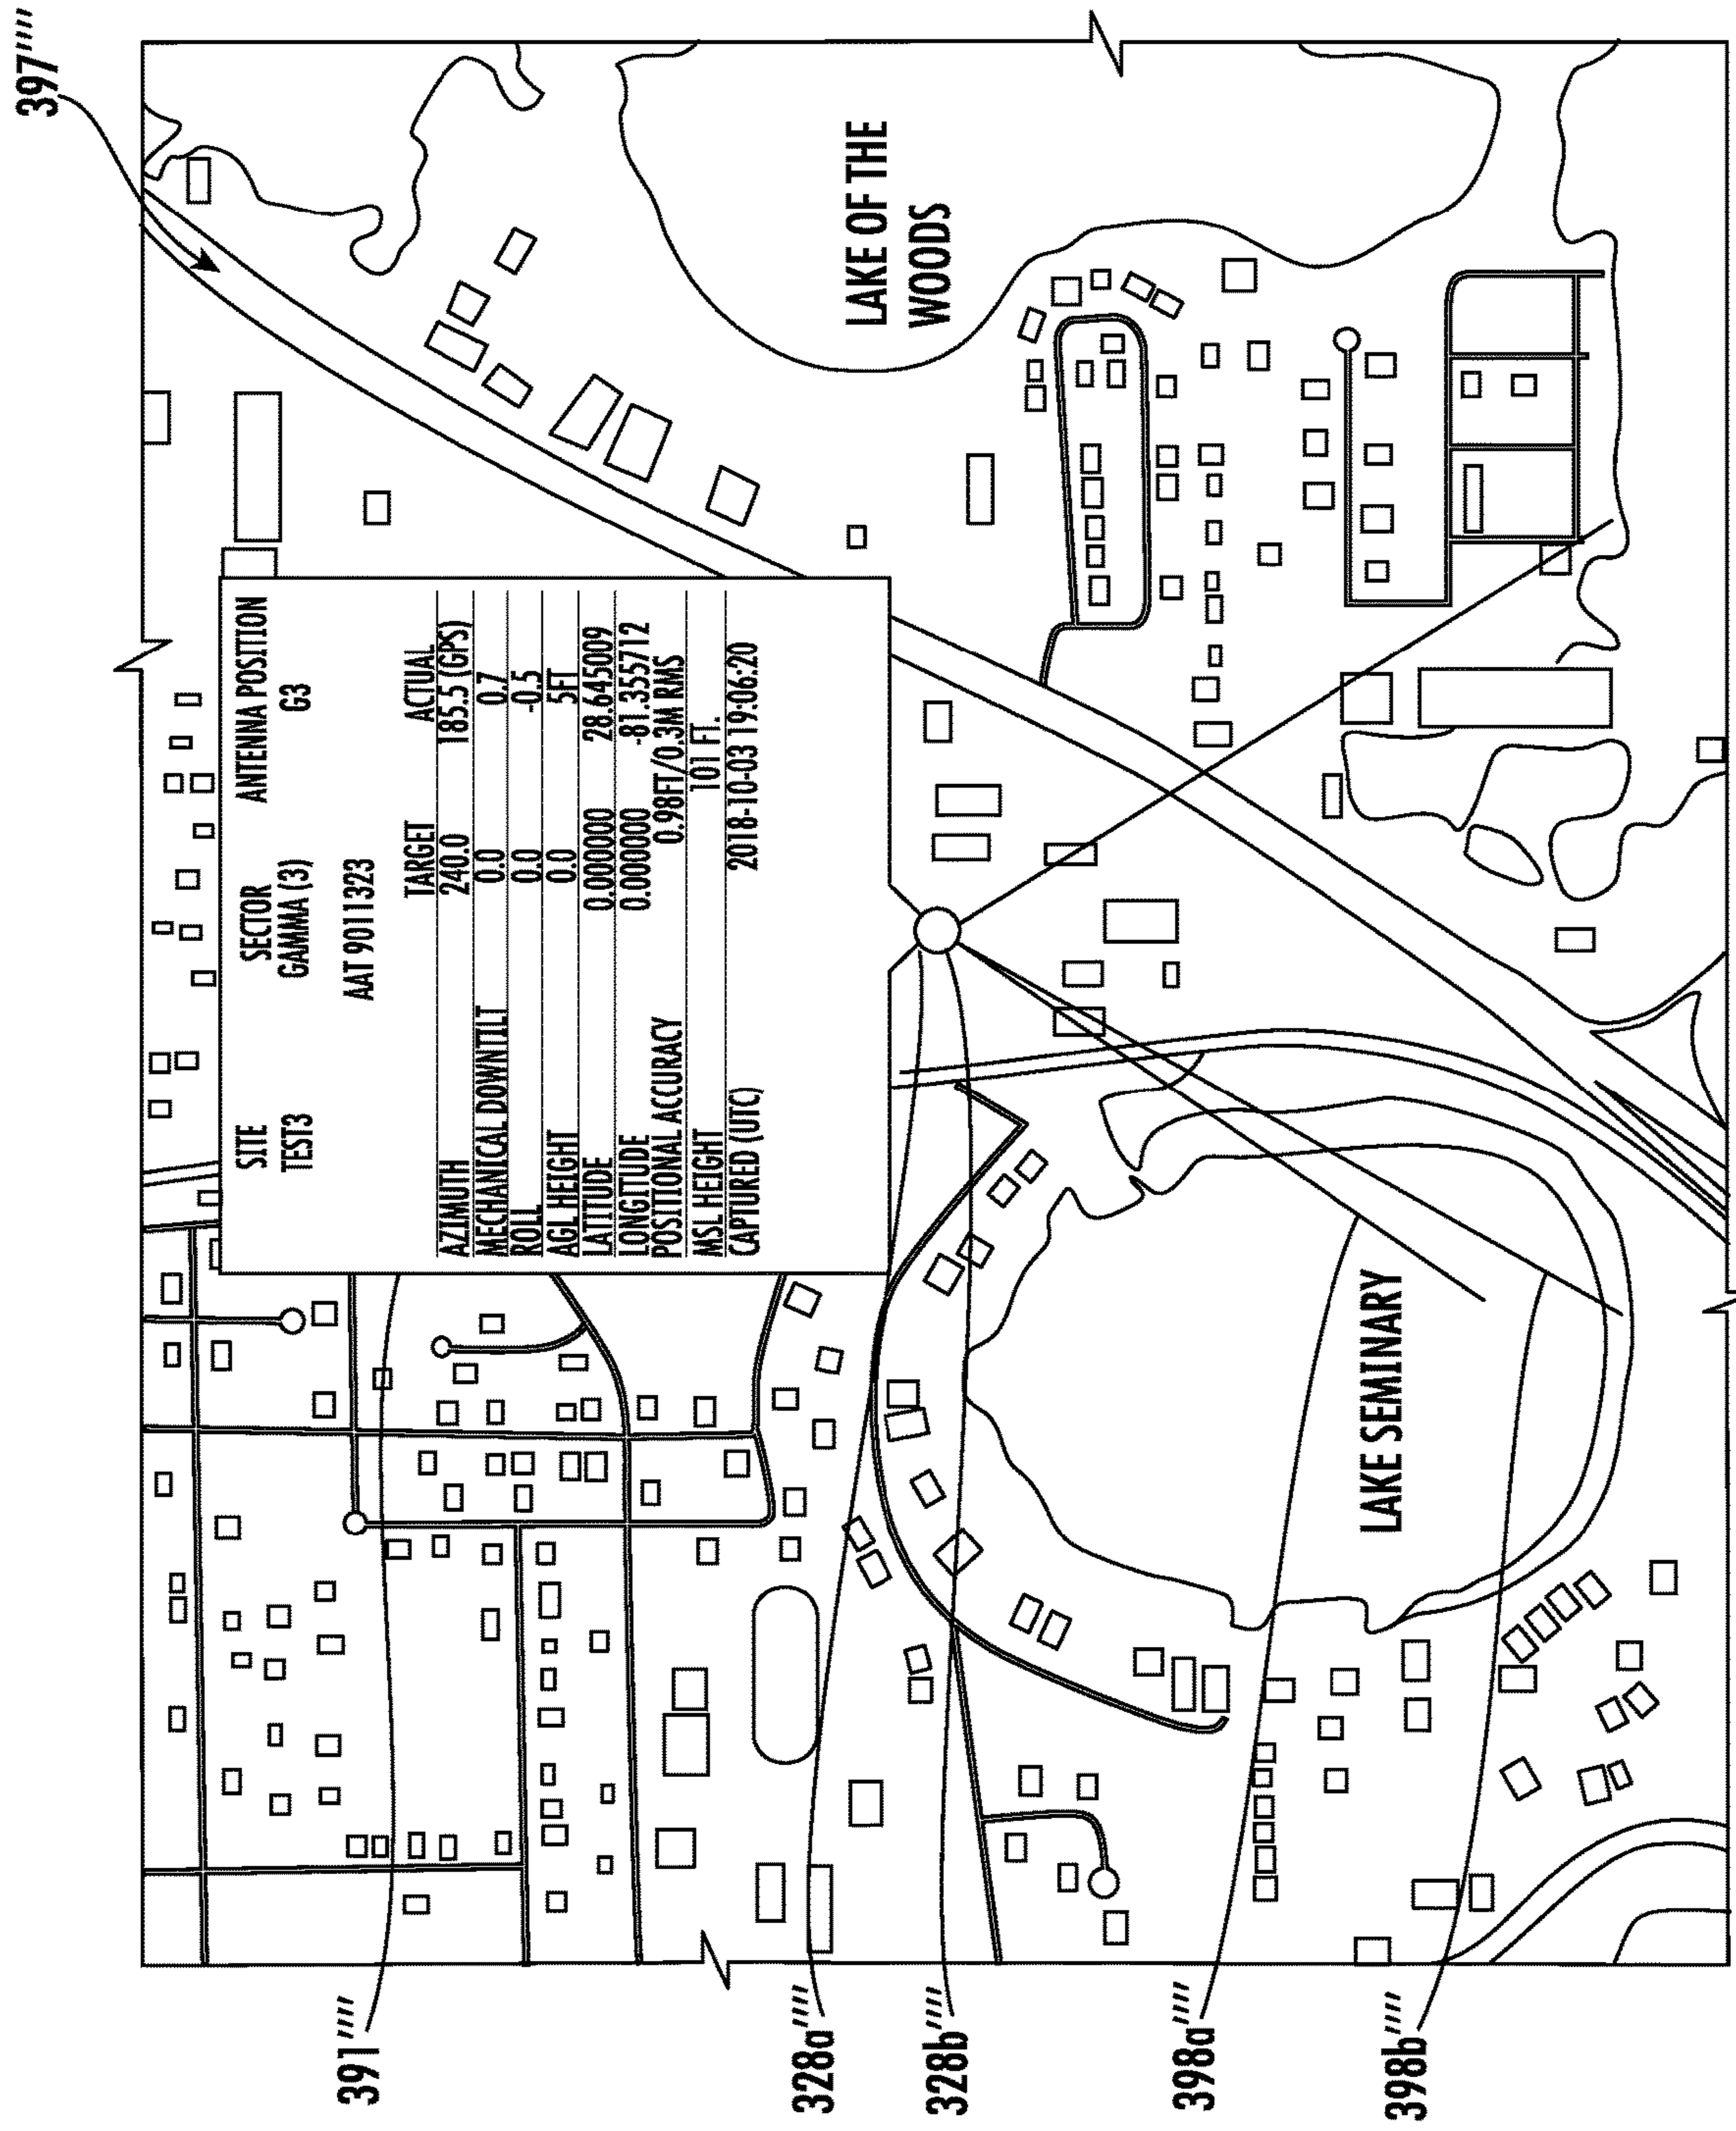 397''''
SITE SECTOR ANTENNA POSITION
TEST3 GAMMA (3) G3
AAT 9011323
TARGET ACTUAL
AZIMUTH 240.0 185.5 (GPS)
MECHANICAL DOWNTILT 0.0 0.7
ROLL 0.0 -0.5
AGL HEIGHT 0.0 5FT
LATITUDE 0.0000000 28.645009
LONGITUDE 0.0000000 -81.355712
POSITIONAL ACCURACY 0.98FT/0.3M RMS
MSL HEIGHT 101 FT.
CAPTURED (UTC) 2018-10-03 19:06:20
LAKE OF THE
WOODS
LAKE SEMINARY
391''''
328a''''
328b''''
398a''''
398b''''